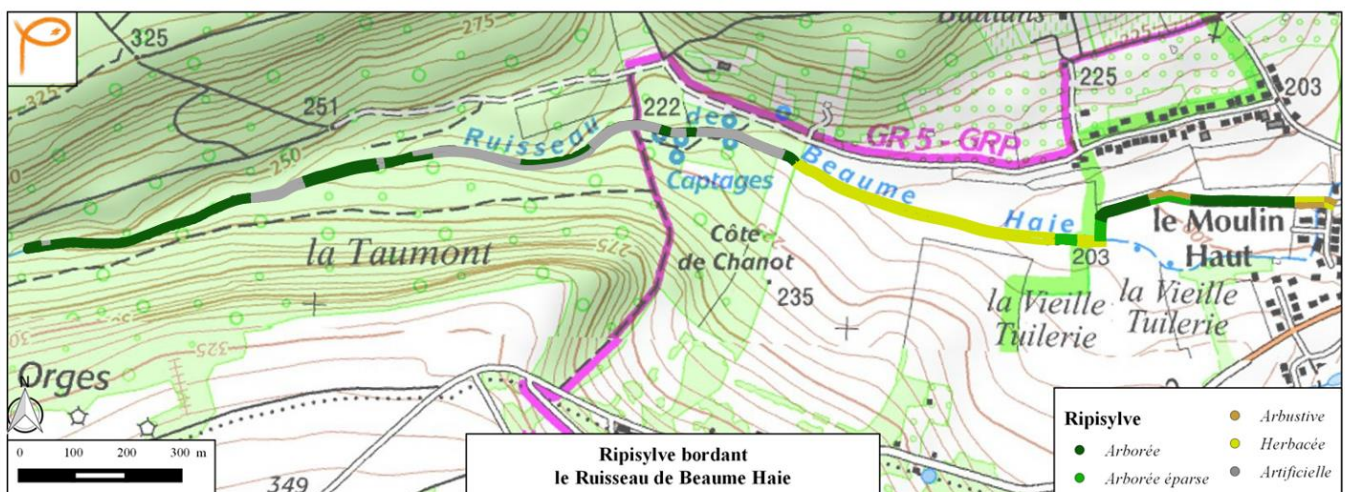 325
275
203
225
225
251
222
325
250
Ruisseau
de
Beaume
Haie
GR 5 - GRP
Captages
la Taumont
Côte
de Chanot
275
235
203
le Moulin
Haut
la Vieille
Tuilerie
la Vieille
Tuilerie
325
Orges
N
0 100 200 300 m
349
Ripisylve bordant
le Ruisseau de Beaume Haie
Ripisylve
Arborée
Arborée éparse
Arbustive
Herbacée
Artificielle